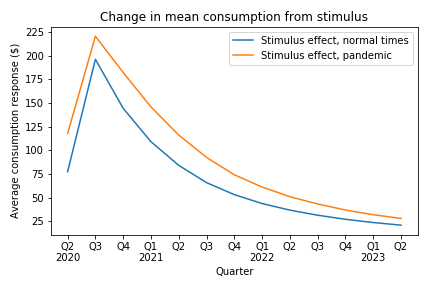 Change in mean consumption from stimulus
Stimulus effect, normal times
Stimulus effect, pandemic
Average consumption response ($)
225
200
175
150
125
100
75
50
25
Q2 Q3 Q4 Q1 Q2 Q3 Q4 Q1 Q2 Q3 Q4 Q1 Q2
2020 2021 2022 2023
Quarter